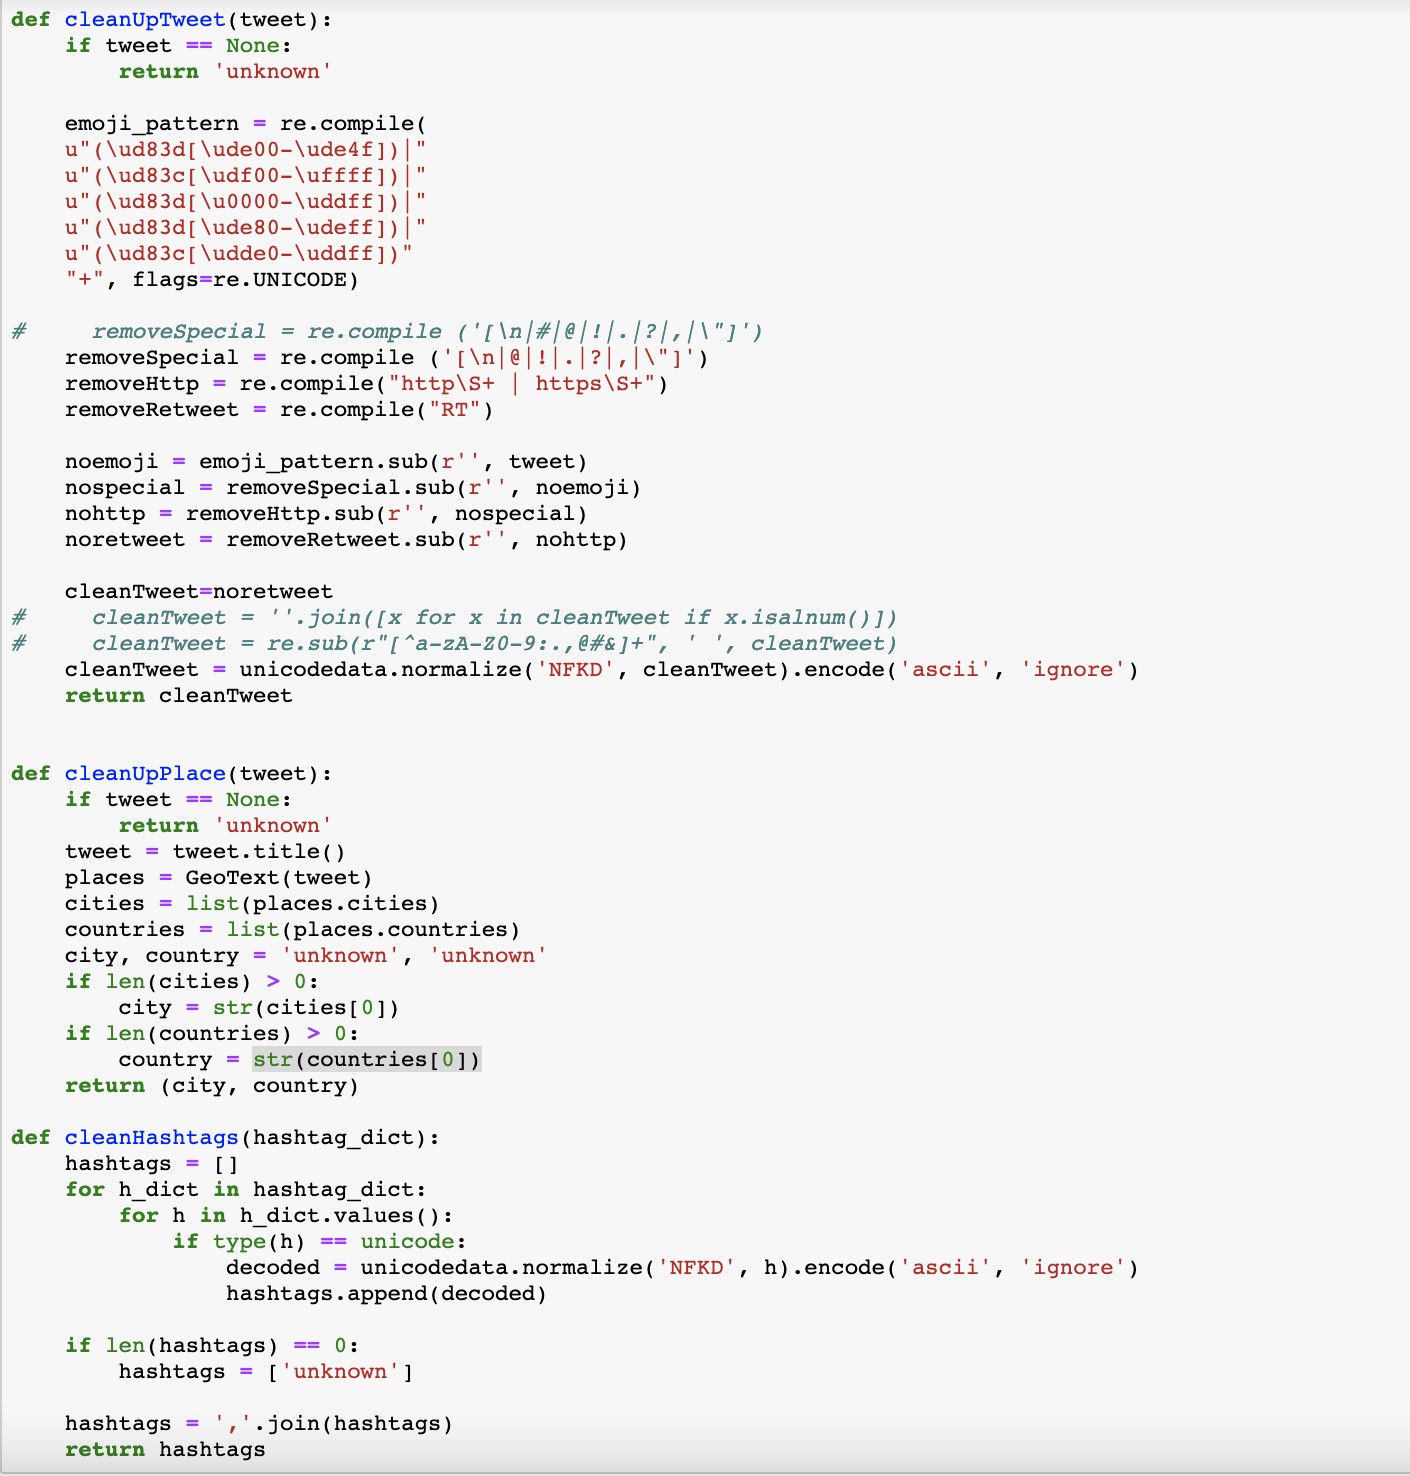 def cleanUpTweet(tweet):
    if tweet == None:
        return 'unknown'

    emoji_pattern = re.compile(
    u"(\ud83d[\ude00-\ude4f])|"
    u"(\ud83c[\udf00-\uffff])|"
    u"(\ud83d[\u0000-\uddff])|"
    u"(\ud83d[\ude80-\udeff])|"
    u"(\ud83c[\udde0-\uddff])"
    "+", flags=re.UNICODE)

#     removeSpecial = re.compile ('[\n|#|@|!|.|?|,|\"]')
    removeSpecial = re.compile ('[\n|@|!|.|?|,|\"]')
    removeHttp = re.compile("http\S+ | https\S+")
    removeRetweet = re.compile("RT")

    noemoji = emoji_pattern.sub(r'', tweet)
    nospecial = removeSpecial.sub(r'', noemoji)
    nohttp = removeHttp.sub(r'', nospecial)
    noretweet = removeRetweet.sub(r'', nohttp)

    cleanTweet=noretweet
#     cleanTweet = ''.join([x for x in cleanTweet if x.isalnum()])
#     cleanTweet = re.sub(r"[^a-zA-Z0-9:.,@#&]+", ' ', cleanTweet)
    cleanTweet = unicodedata.normalize('NFKD', cleanTweet).encode('ascii', 'ignore')
    return cleanTweet


def cleanUpPlace(tweet):
    if tweet == None:
        return 'unknown'
    tweet = tweet.title()
    places = GeoText(tweet)
    cities = list(places.cities)
    countries = list(places.countries)
    city, country = 'unknown', 'unknown'
    if len(cities) > 0:
        city = str(cities[0])
    if len(countries) > 0:
        country = str(countries[0])
    return (city, country)

def cleanHashtags(hashtag_dict):
    hashtags = []
    for h_dict in hashtag_dict:
        for h in h_dict.values():
            if type(h) == unicode:
                decoded = unicodedata.normalize('NFKD', h).encode('ascii', 'ignore')
                hashtags.append(decoded)

    if len(hashtags) == 0:
        hashtags = ['unknown']

    hashtags = ','.join(hashtags)
    return hashtags